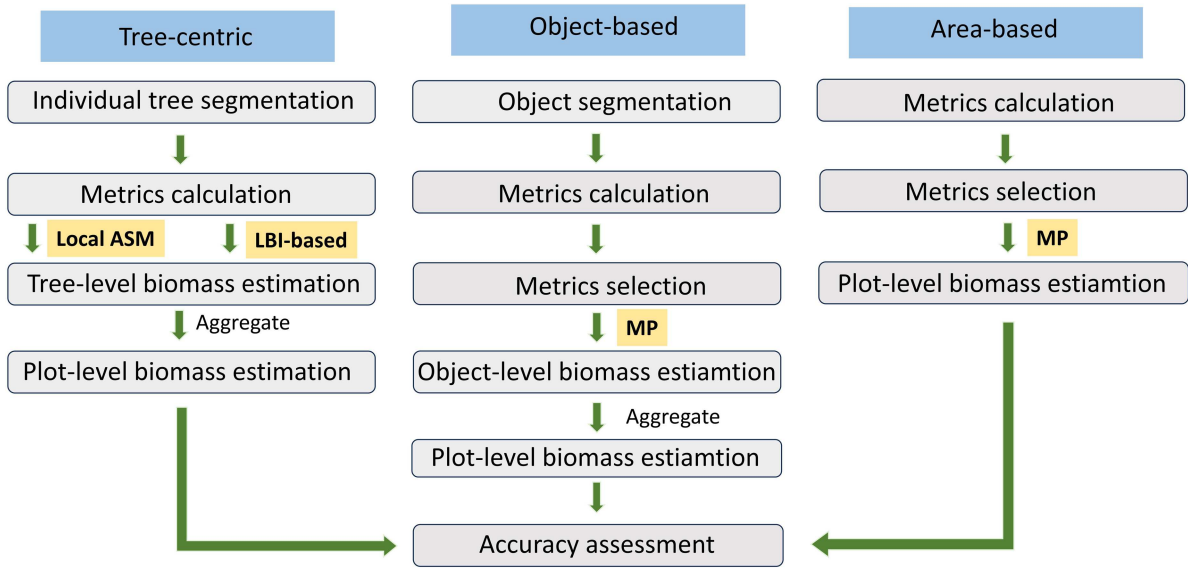 Tree-centric
Individual tree segmentation
Metrics calculation
Local ASM
LBI-based
Tree-level biomass estimation
Aggregate
Plot-level biomass estimation
Object-based
Object segmentation
Metrics calculation
Metrics selection
MP
Object-level biomass estiamtion
Aggregate
Plot-level biomass estiamtion
Accuracy assessment
Area-based
Metrics calculation
Metrics selection
MP
Plot-level biomass estiamtion